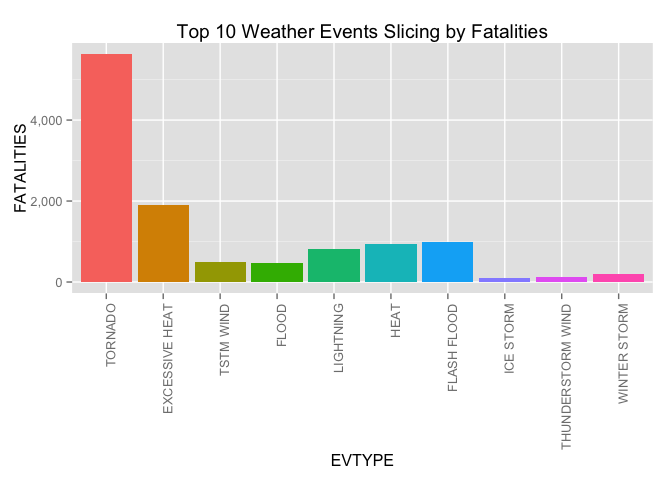 Top 10 Weather Events Slicing by Fatalities
FATALITIES
4,000
2,000
0
TORNADO
EXCESSIVE HEAT
TSTM WIND
FLOOD
LIGHTNING
HEAT
FLASH FLOOD
ICE STORM
THUNDERSTORM WIND
WINTER STORM
EVTYPE